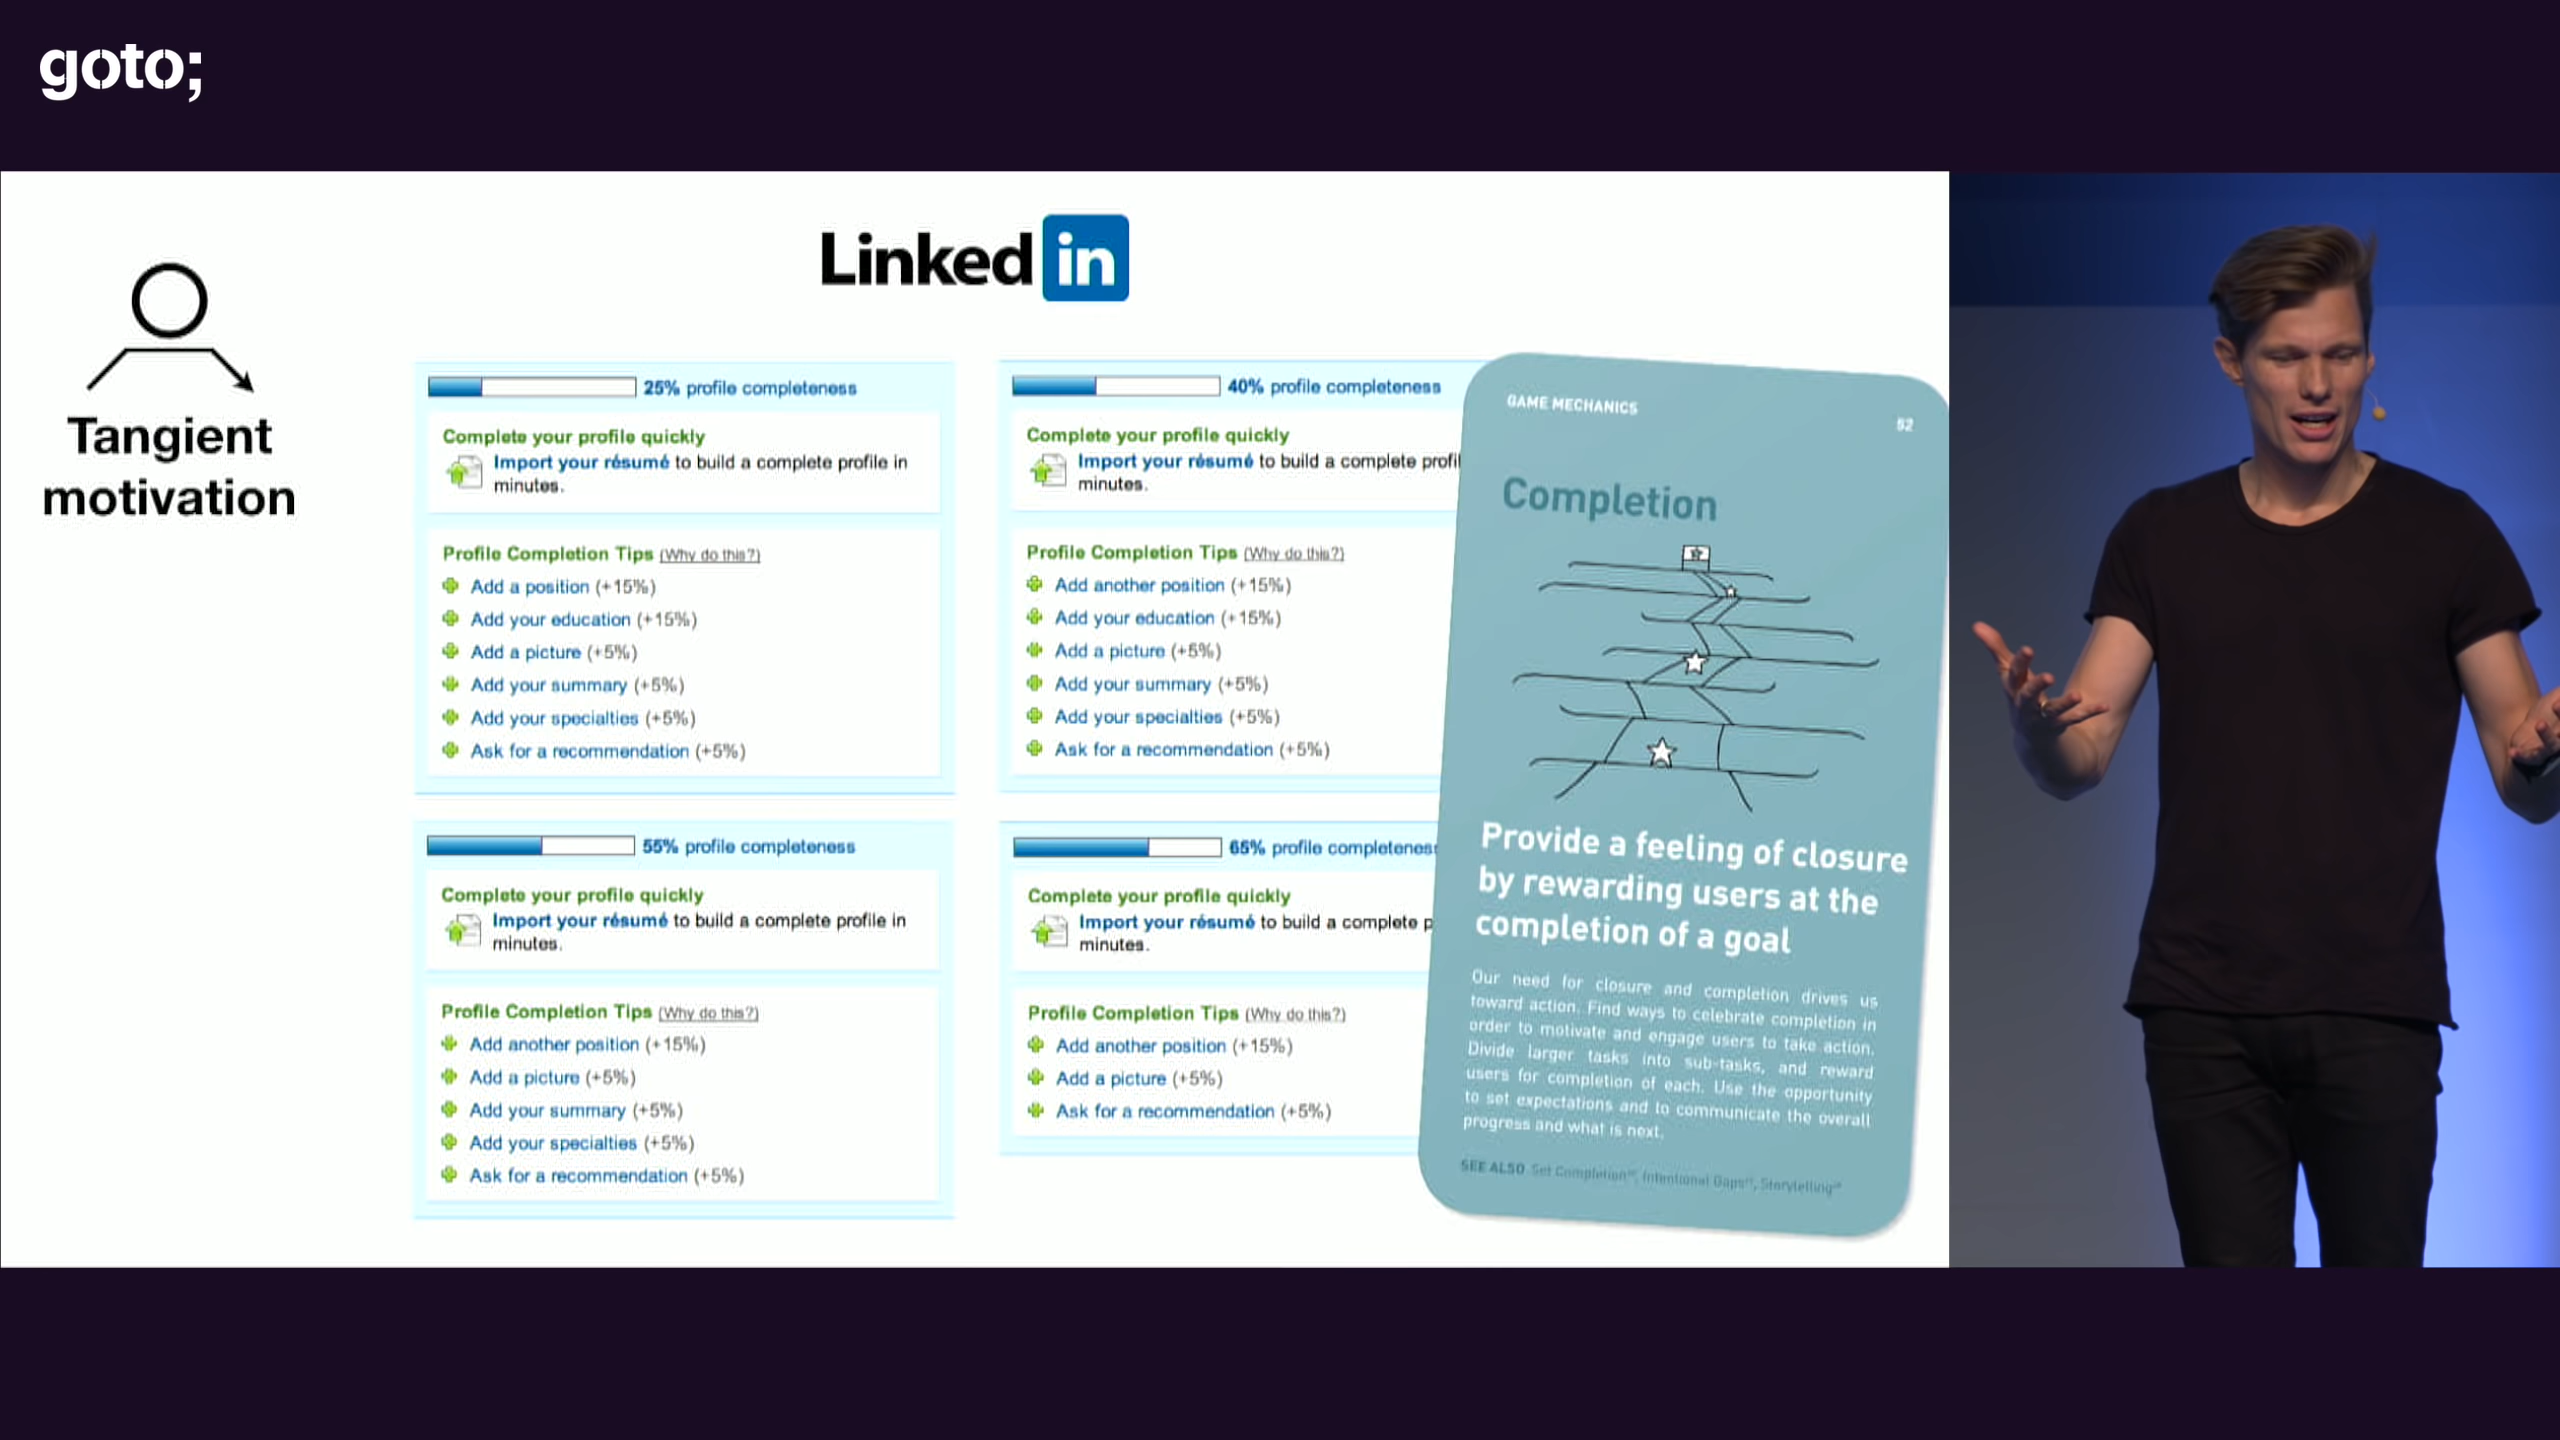 goto;
Linked in
Tangient
motivation
25% profile completeness
Complete your profile quickly
Import your résumé to build a complete profile in
minutes.
Profile Completion Tips (Why do this?)
Add a position (+15%)
Add your education (+15%)
Add a picture (+5%)
Add your summary (+5%)
Add your specialties (+5%)
Ask for a recommendation (+5%)
40% profile completeness
Complete your profile quickly
Import your résumé to build a complete profil
minutes.
Profile Completion Tips (Why do this?)
Add another position (+15%)
Add your education (+15%)
Add a picture (+5%)
Add your summary (+5%)
Add your specialties (+5%)
Ask for a recommendation (+5%)
55% profile completeness
Complete your profile quickly
Import your résumé to build a complete profile in
minutes.
Profile Completion Tips (Why do this?)
Add another position (+15%)
Add a picture (+5%)
Add your summary (+5%)
Add your specialties (+5%)
Ask for a recommendation (+5%)
65% profile completenes
Complete your profile quickly
Import your résumé to build a complete p
minutes.
Profile Completion Tips (Why do this?)
Add another position (+15%)
Add a picture (+5%)
Ask for a recommendation (+5%)
GAME MECHANICS
52
Completion
Provide a feeling of closure
by rewarding users at the
completion of a goal
Our need for closure and completion drives us
toward action. Find ways to celebrate completion in
order to motivate and engage users to take action.
Divide larger tasks into sub-tasks, and reward
users for completion of each. Use the opportunity
to set expectations and to communicate the overall
progress and what is next.
SEE ALSO Set Completion, Intentional Gaps, Storytelling